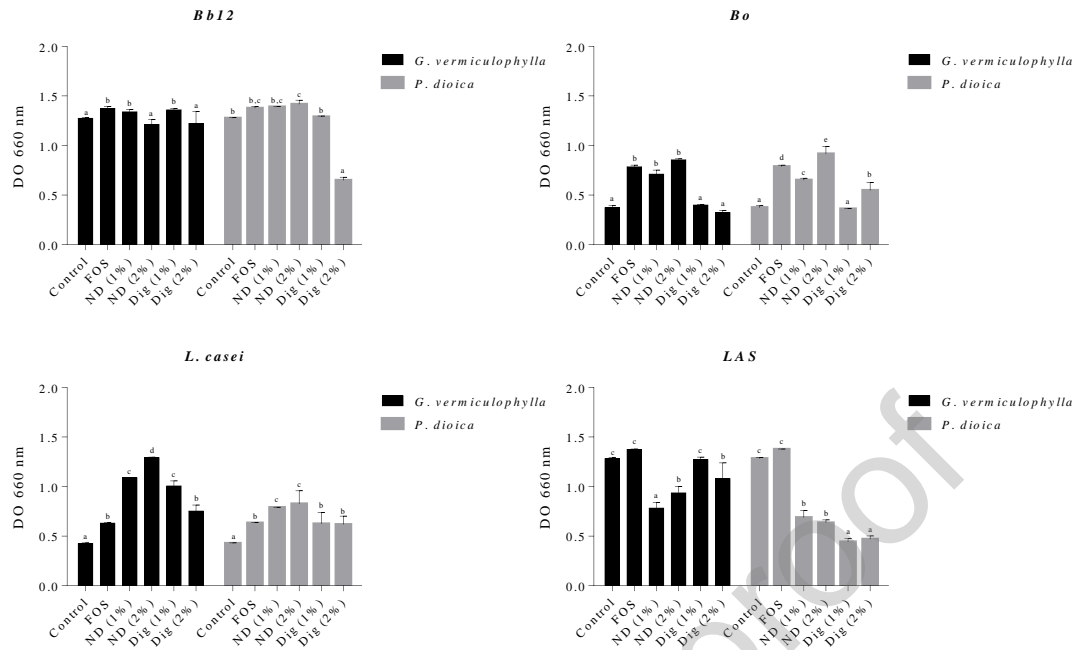 Bb12
2.0
1.5
1.0
0.5
0.0
DO 660 nm
a b b a b a b b,c b,c c b a
Control FOS ND (1%) ND (2%) Dig (1%) Dig (2%) Control FOS ND (1%) ND (2%) Dig (1%) Dig (2%)
G. vermiculophylla
P. dioica
Bo
2.0
1.5
1.0
0.5
0.0
DO 660 nm
a b b b a a a d c e a b
Control FOS ND (1%) ND (2%) Dig (1%) Dig (2%) Control FOS ND (1%) ND (2%) Dig (1%) Dig (2%)
G. vermiculophylla
P. dioica
L. casei
2.0
1.5
1.0
0.5
0.0
DO 660 nm
a b c d c b a b c c b b
Control FOS ND (1%) ND (2%) Dig (1%) Dig (2%) Control FOS ND (1%) ND (2%) Dig (1%) Dig (2%)
G. vermiculophylla
P. dioica
LAS
2.0
1.5
1.0
0.5
0.0
DO 660 nm
c c a b c b c c b b a a
Control FOS ND (1%) ND (2%) Dig (1%) Dig (2%) Control FOS ND (1%) ND (2%) Dig (1%) Dig (2%)
G. vermiculophylla
P. dioica
proof